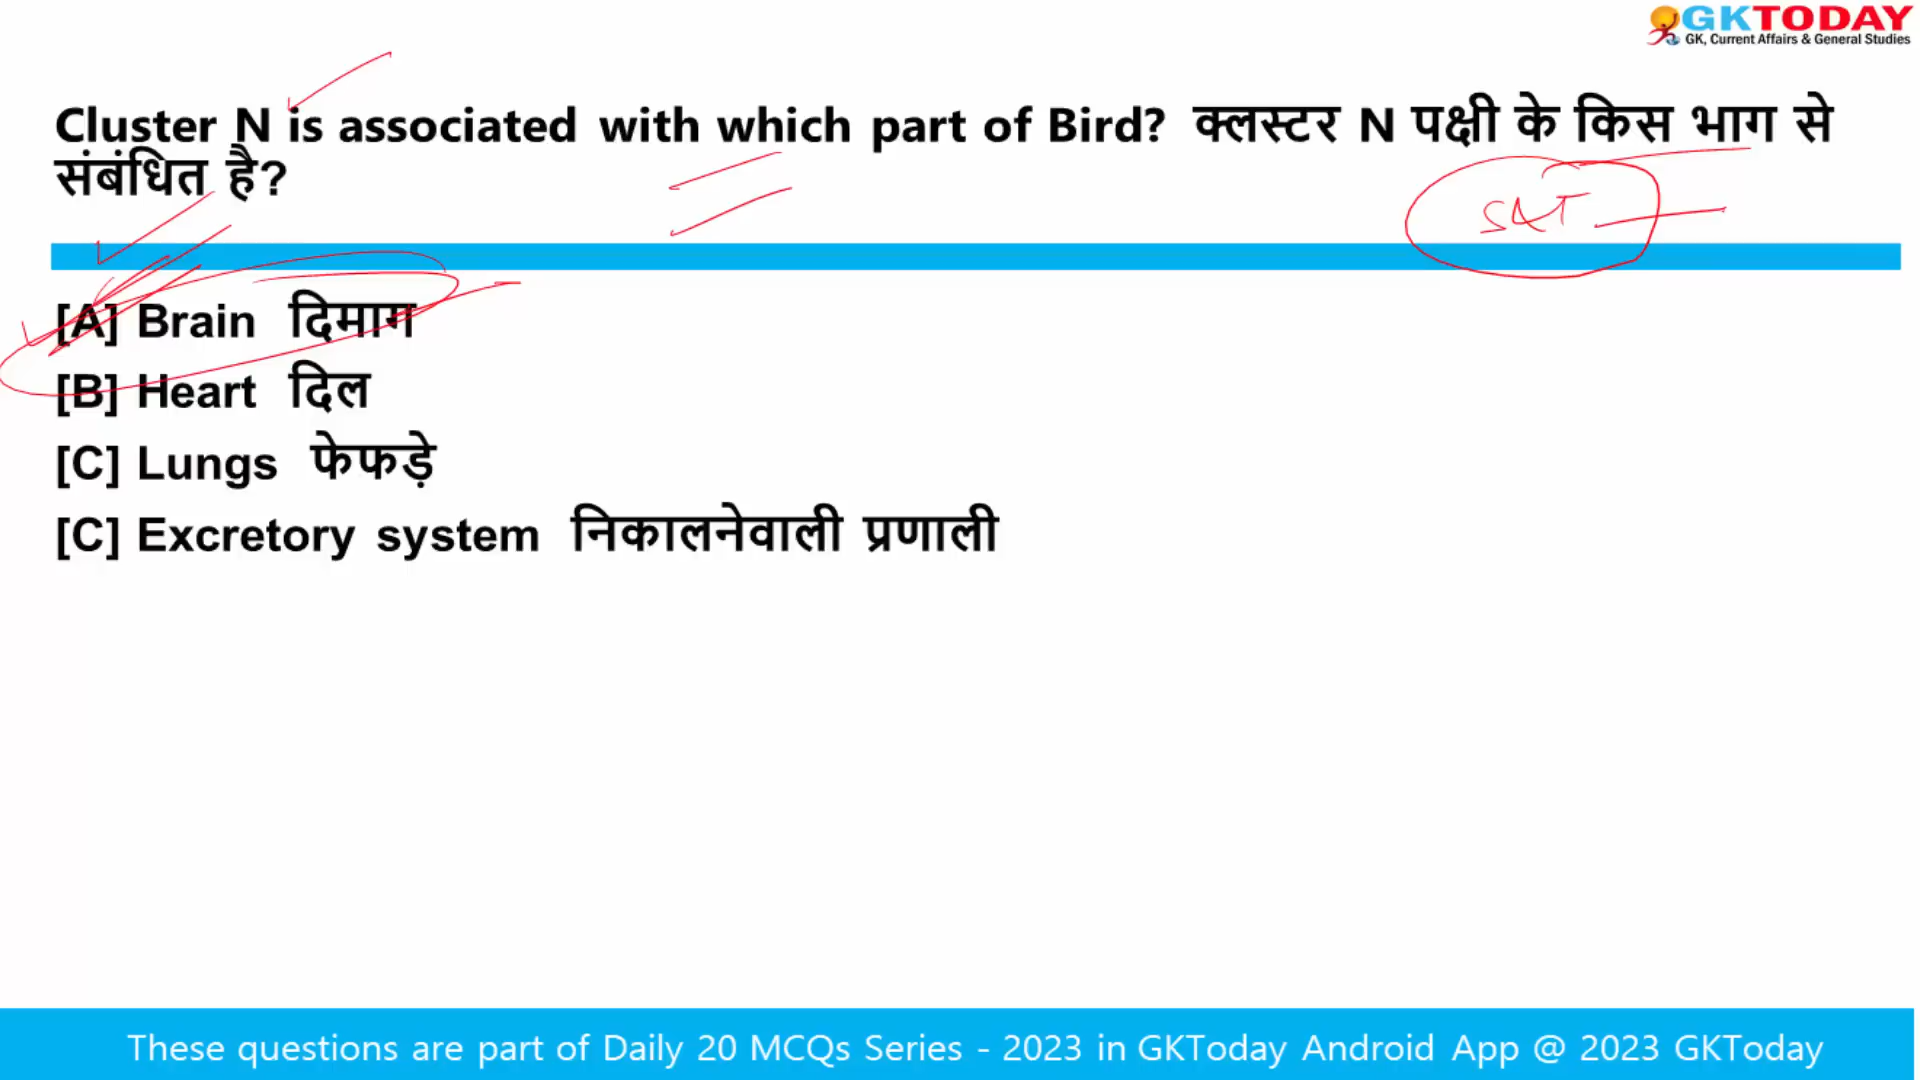 GKTODAY
GK, Current Affairs & General Studies
Cluster N is associated with which part of Bird? क्लस्टर N पक्षी के किस भाग से
संबंधित है?
S&T
[A] Brain दिमाग
[B] Heart दिल
[C] Lungs फेफड़े
[C] Excretory system निकालनेवाली प्रणाली
These questions are part of Daily 20 MCQs Series - 2023 in GKToday Android App @ 2023 GKToday